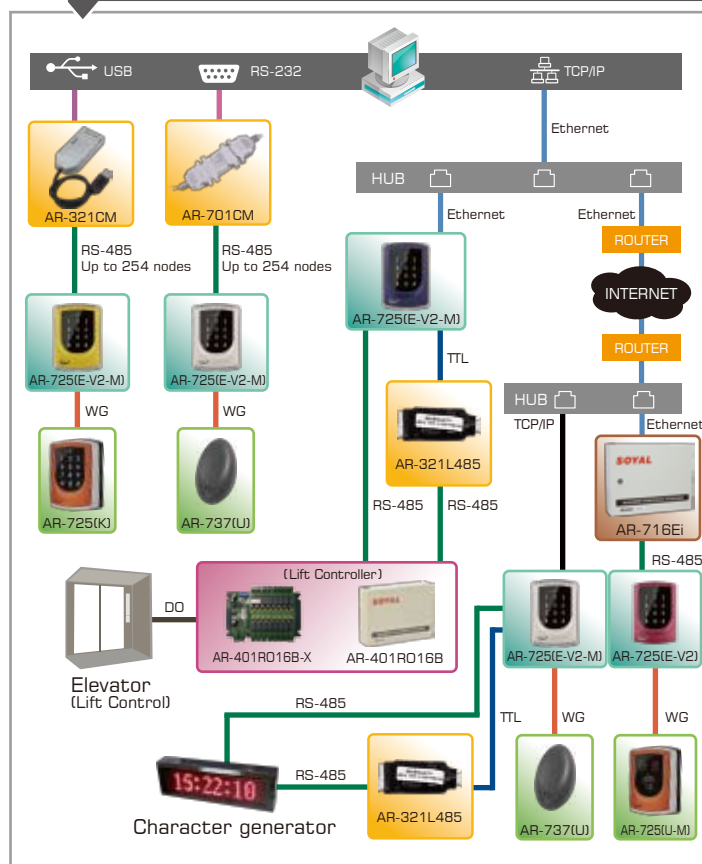 USB
RS-232
TCP/IP
Ethernet
HUB
AR-321CM
AR-701CM
Ethernet
Ethernet
RS-485
Up to 254 nodes
RS-485
Up to 254 nodes
ROUTER
INTERNET
ROUTER
AR-725(E-V2-M)
AR-725(E-V2-M)
AR-725(E-V2-M)
TTL
WG
WG
HUB
TCP/IP
Ethernet
AR-321L485
SOYAL
AR-725(K)
AR-737(U)
RS-485
RS-485
AR-716Ei
RS-485
(Lift Controller)
DO
SOYAL
AR-401RO16B-X
AR-401RO16B
AR-725(E-V2-M)
AR-725(E-V2)
Elevator
(Lift Control)
RS-485
TTL
WG
WG
15:22:10
RS-485
AR-321L485
Character generator
AR-737(U)
AR-725(U-M)